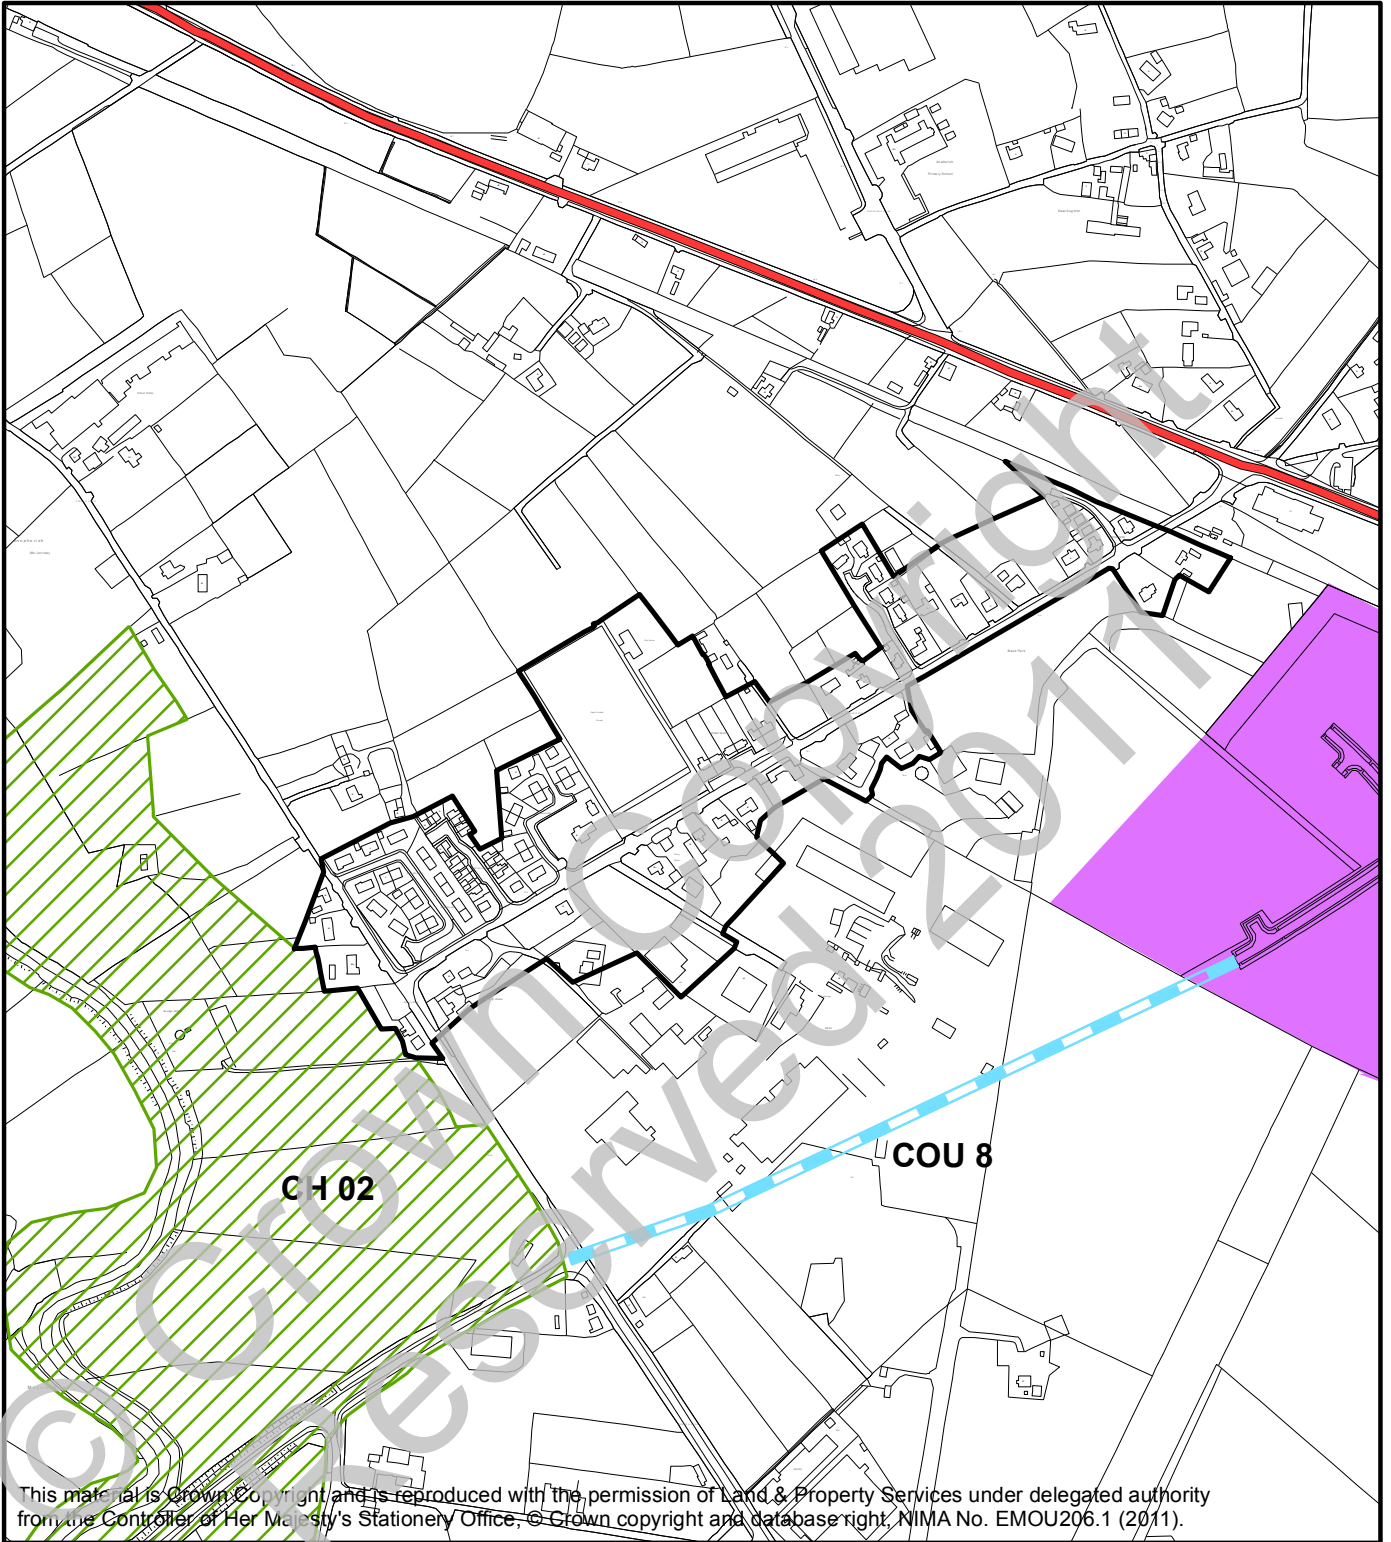 CH 02
COU 8
© Crown Copyright
Reserved 2011
This material is Crown Copyright and is reproduced with the permission of Land & Property Services under delegated authority
from the Controller of Her Majesty's Stationery Office, © Crown copyright and database right, NIMA No. EMOU206.1 (2011).